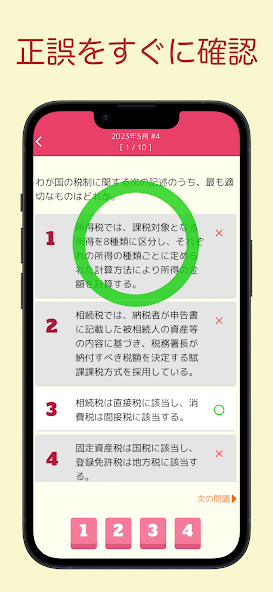 正誤をすぐに確認
2023年5月 #4
[ 1 / 10 ]
わが国の税制に関する次の記述のうち、最も適
切なものはどれか。
1
所得税では、課税対象となる
所得を8種類に区分し、それぞ
れの所得の種類ごとに定めら
れた計算方法により所得の金
額を計算する。
2
相続税では、納税者が申告書
に記載した被相続人の資産等
の内容に基づき、税務署長が
納付すべき税額を決定する賦
課課税方式を採用している。
3
相続税は直接税に該当し、消
費税は間接税に該当する。
4
固定資産税は国税に該当し、
登録免許税は地方税に該当す
る。
次の問題
1 2 3 4